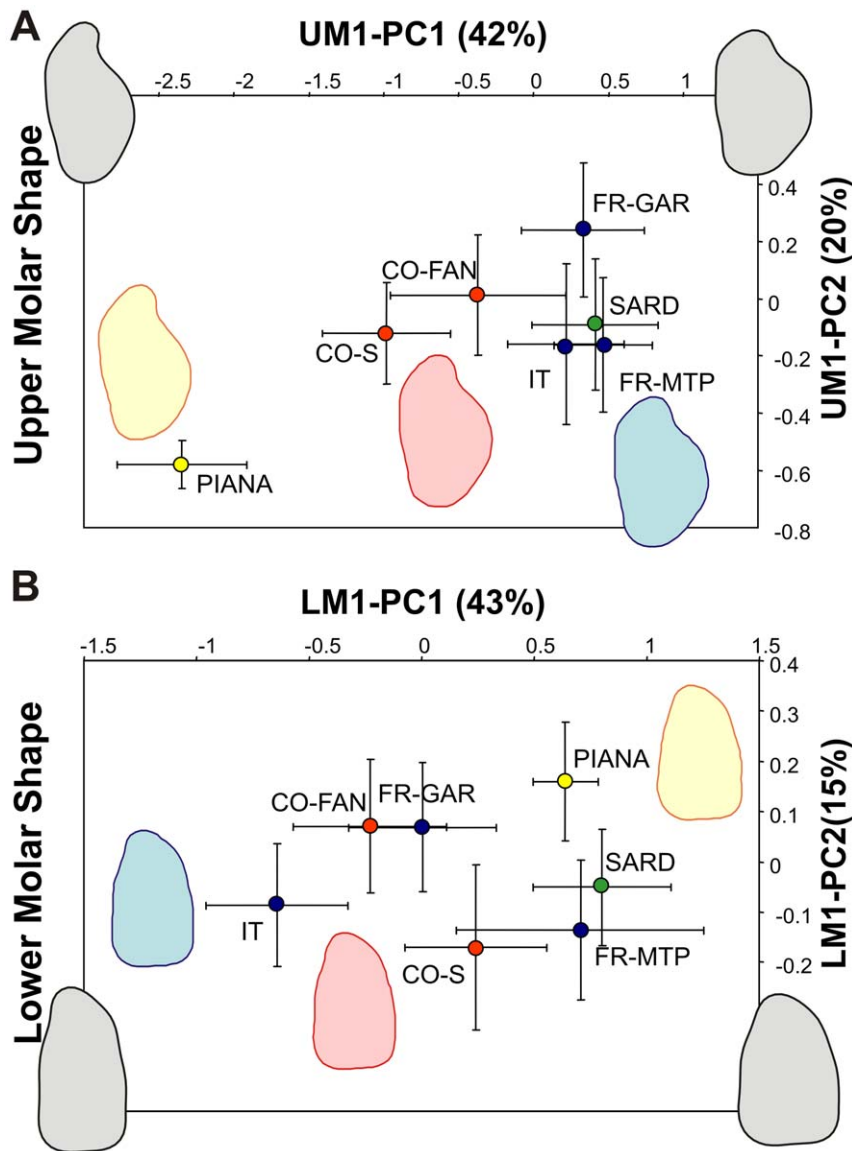 A
UM1-PC1 (42%)
-2.5 -2 -1 -0.5 0 0.5 1
Upper Molar Shape
UM1-PC2 (20%)
0.4
0.2
0
-0.2
-0.4
-0.6
-0.8
FR-GAR
CO-FAN
SARD
CO-S
IT
FR-MTP
PIANA
B
LM1-PC1 (43%)
-1.5 -1 -0.5 0 0.5 1 1.5
Lower Molar Shape
LM1-PC2(15%)
0.4
0.3
0.2
0.1
0
-0.1
-0.2
PIANA
CO-FAN FR-GAR
SARD
IT
CO-S
FR-MTP